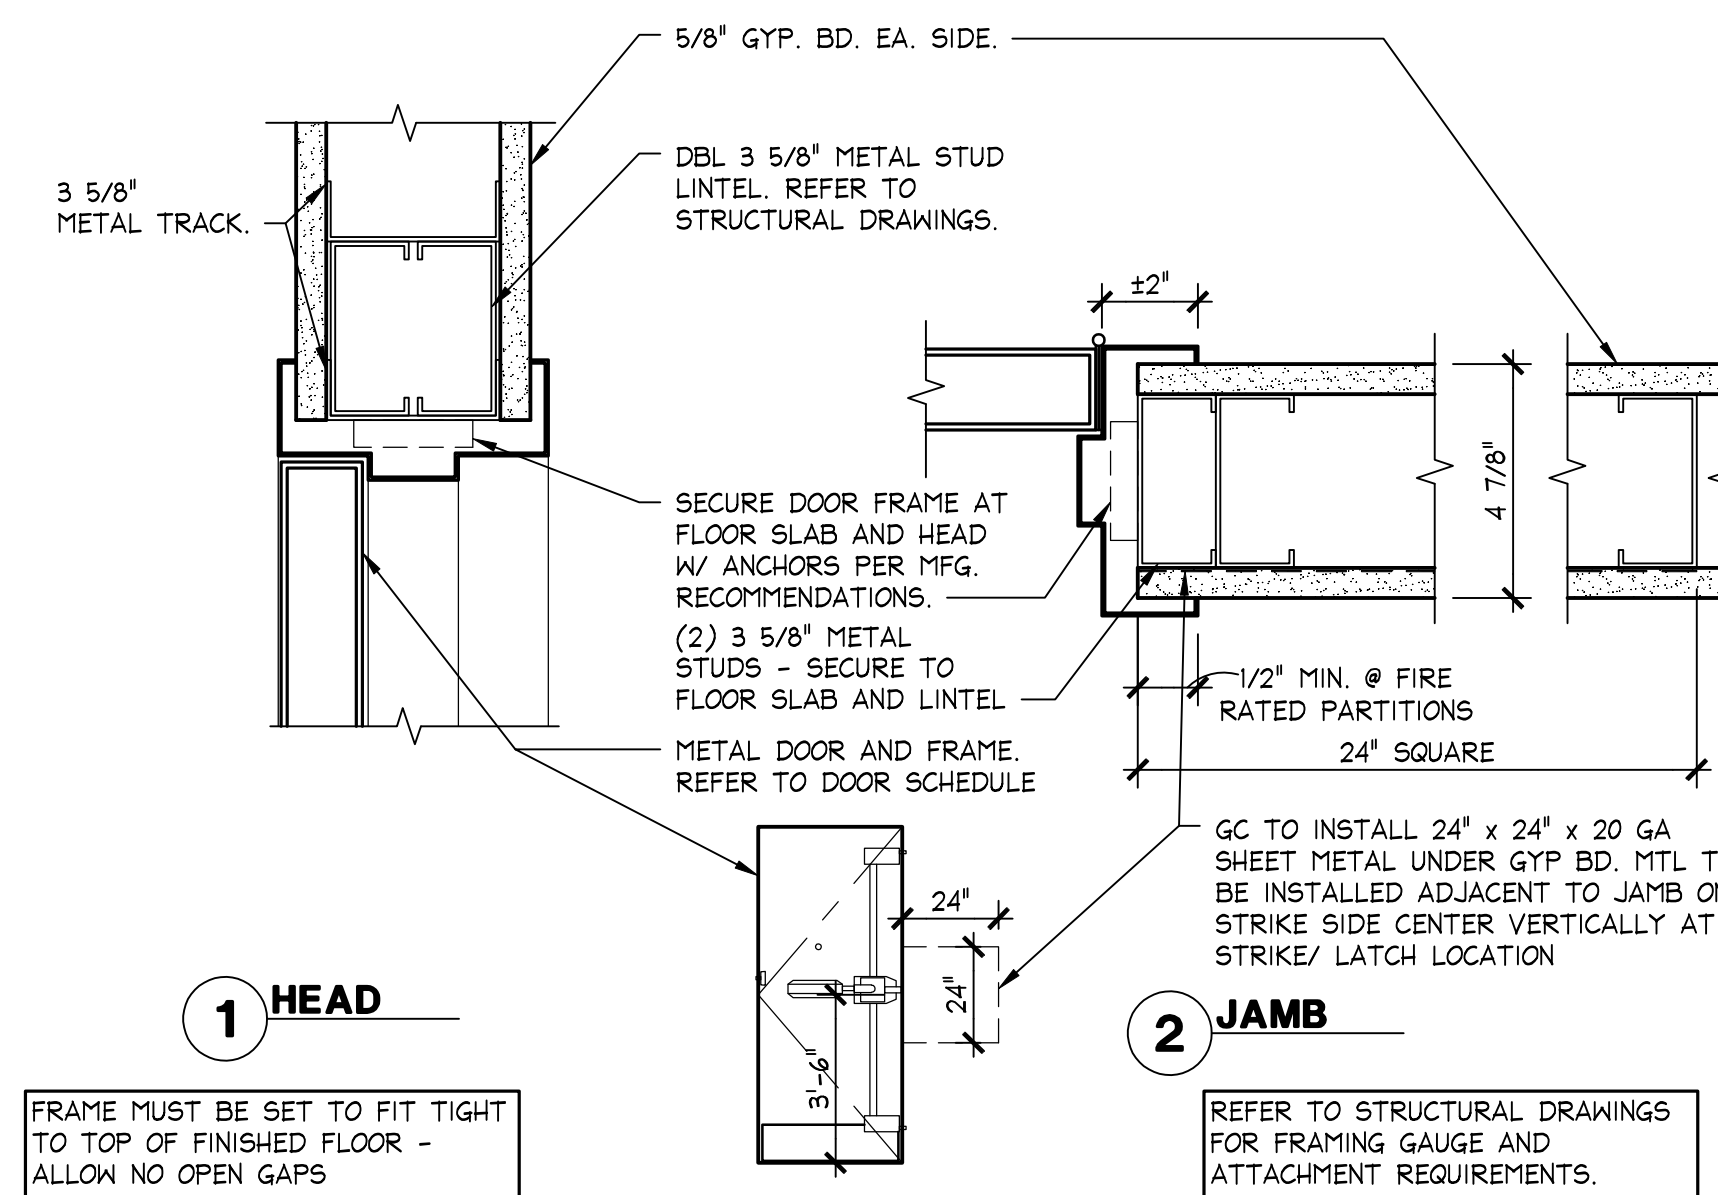 5/8" GYP. BD. EA. SIDE.
3 5/8"
METAL TRACK.
DBL 3 5/8" METAL STUD
LINTEL. REFER TO
STRUCTURAL DRAWINGS.
±2"
4 7/8"
SECURE DOOR FRAME AT
FLOOR SLAB AND HEAD
W/ ANCHORS PER MFG.
RECOMMENDATIONS.
(2) 3 5/8" METAL
STUDS - SECURE TO
FLOOR SLAB AND LINTEL
1/2" MIN. @ FIRE
RATED PARTITIONS
24" SQUARE
METAL DOOR AND FRAME.
REFER TO DOOR SCHEDULE
GC TO INSTALL 24" x 24" x 20 GA
SHEET METAL UNDER GYP BD. MTL T
BE INSTALLED ADJACENT TO JAMB ON
STRIKE SIDE CENTER VERTICALLY AT
STRIKE/ LATCH LOCATION
24"
24"
3'-6"
1 HEAD
2 JAMB
FRAME MUST BE SET TO FIT TIGHT
TO TOP OF FINISHED FLOOR -
ALLOW NO OPEN GAPS
REFER TO STRUCTURAL DRAWINGS
FOR FRAMING GAUGE AND
ATTACHMENT REQUIREMENTS.